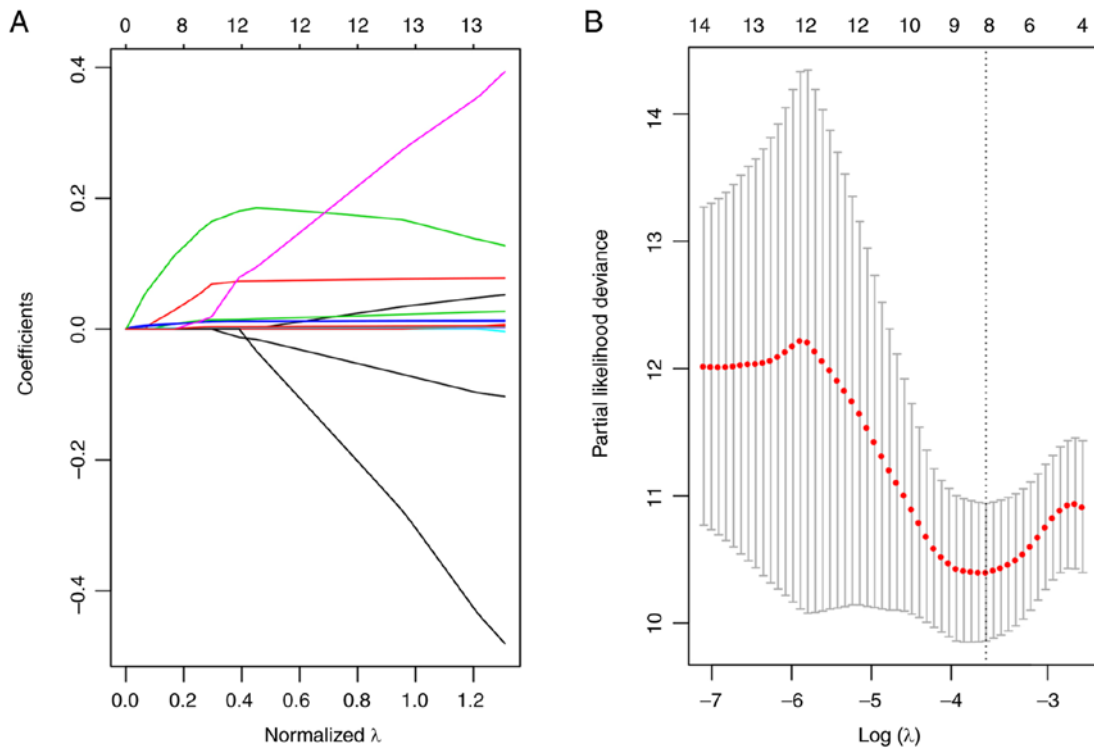 A
0 8 12 12 12 13 13
0.4
0.2
0.0
−0.2
−0.4
Coefficients
0.0 0.2 0.4 0.6 0.8 1.0 1.2
Normalized λ
B
14 13 12 12 10 9 8 6 4
14
13
12
11
10
Partial likelihood deviance
−7 −6 −5 −4 −3
Log (λ)